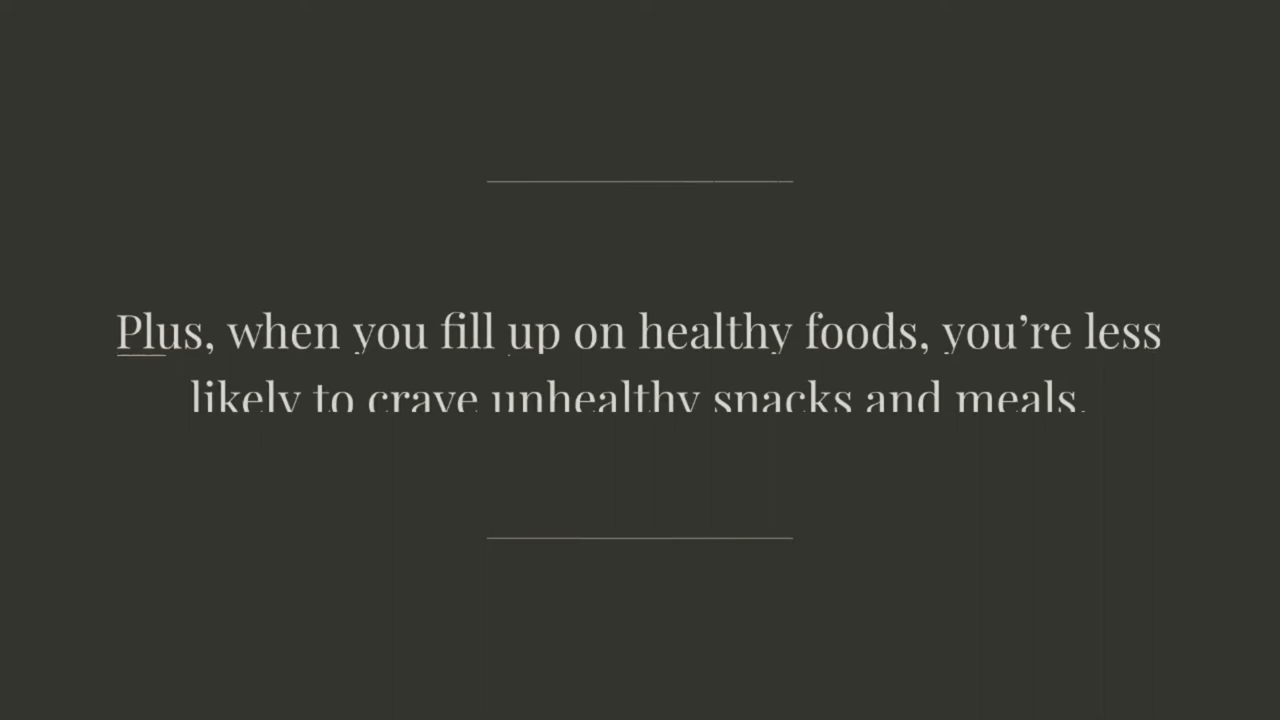 Plus, when you fill up on healthy foods, you’re less
likely to crave unhealthy snacks and meals.